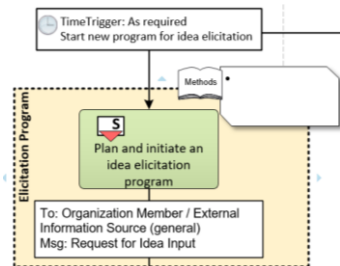 TimeTrigger: As required
Start new program for idea elicitation
Methods
Elicitation Program
S
Plan and initiate an
idea elicitation
program
To: Organization Member / External
Information Source (general)
Msg: Request for Idea Input